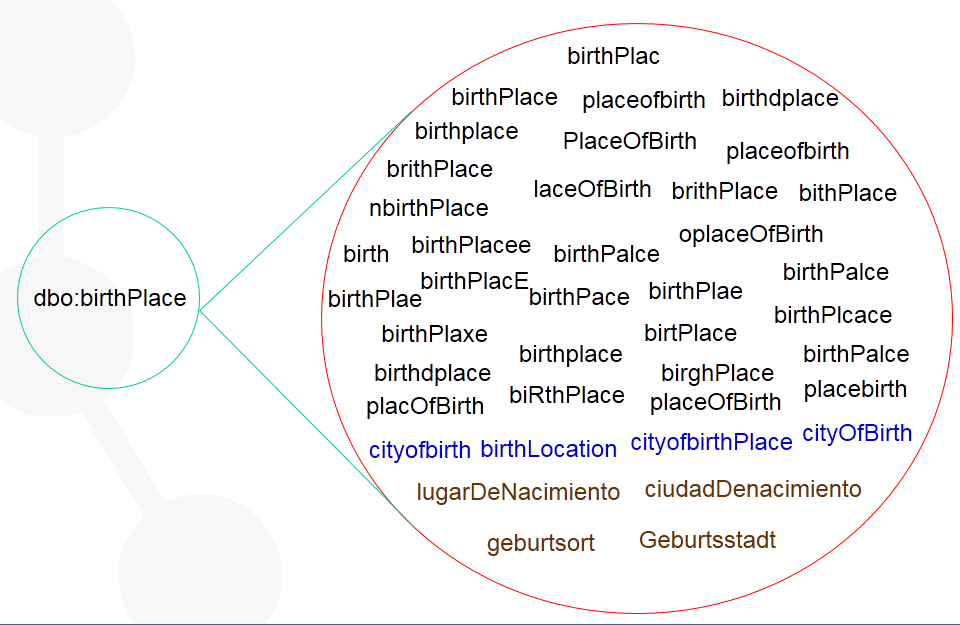 dbo:birthPlace
birthPlac
birthPlace placeofbirth birthdplace
birthplace PlaceOfBirth placeofbirth
brithPlace laceOfBirth brithPlace bithPlace
nbirthPlace oplaceOfBirth
birth birthPlacee birthPalce birthPalce
birthPlae birthPlacE birthPace birthPlae
birthPlaxe birtPlace birthPlcace
birthplace birthPalce
birthdplace biRthPlace birghPlace placebirth
placOfBirth placeOfBirth
cityofbirth birthLocation cityofbirthPlace cityOfBirth
lugarDeNacimiento ciudadDenacimiento
geburtsort Geburtsstadt